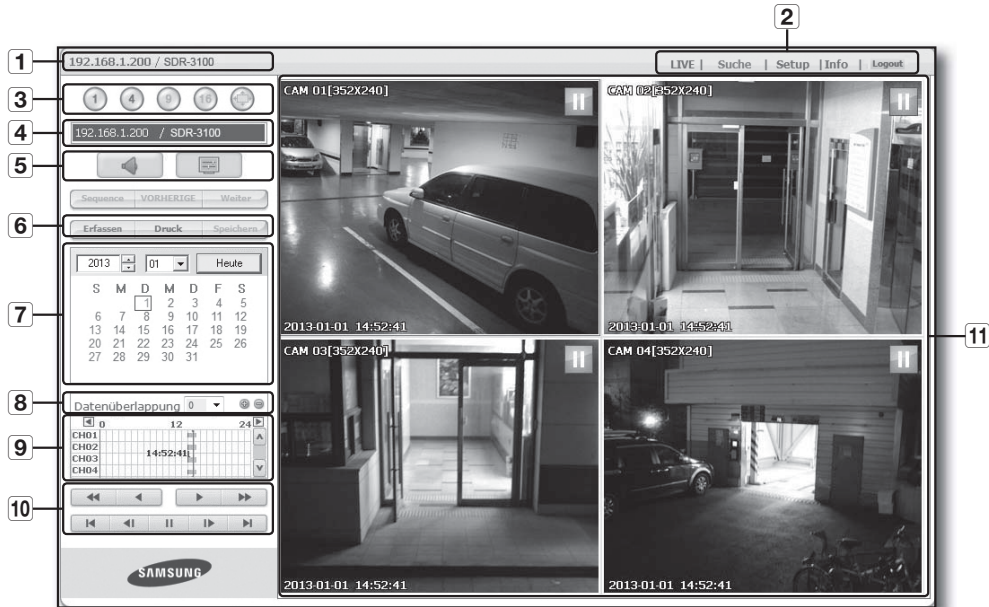 2
1
192.168.1.200 / SDR-3100
LIVE | Suche | Setup |Info | Logout
3
1 4 9 16
4
192.168.1.200 / SDR-3100
5
Sequence VORHERIGE Weiter
6
Erfassen Druck Speichern
7
2013 01 Heute
S M D M D F S
1 2 3 4 5
6 7 8 9 10 11 12
13 14 15 16 17 18 19
20 21 22 23 24 25 26
27 28 29 30 31
8
Datenüberlappung 0
9
0 12 24
CH01
CH02
14:52:41
CH03
CH04
10
SAMSUNG
CAM 01[352X240]
2013-01-01 14:52:41
CAM 02[352X240]
2013-01-01 14:52:41
CAM 03[352X240]
2013-01-01 14:52:41
CAM 04[352X240]
2013-01-01 14:52:41
11